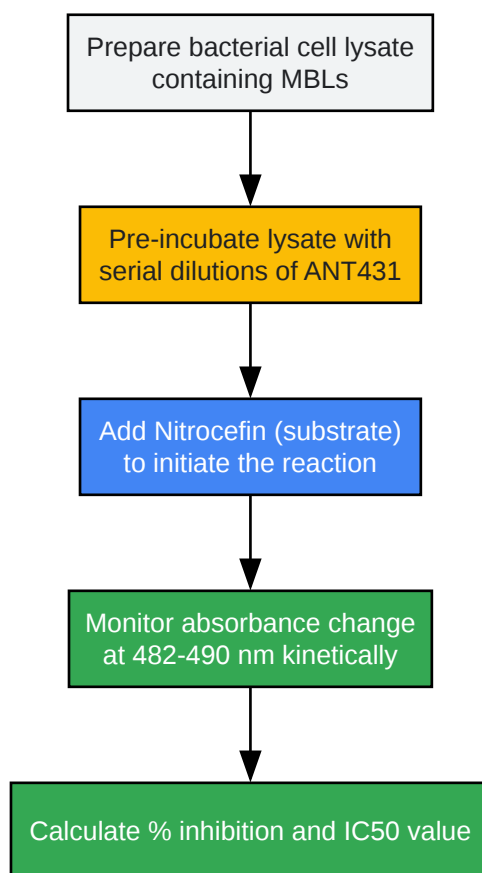 Prepare bacterial cell lysate
containing MBLs
Pre-incubate lysate with
serial dilutions of ANT431
Add Nitrocefin (substrate)
to initiate the reaction
Monitor absorbance change
at 482-490 nm kinetically
Calculate % inhibition and IC50 value